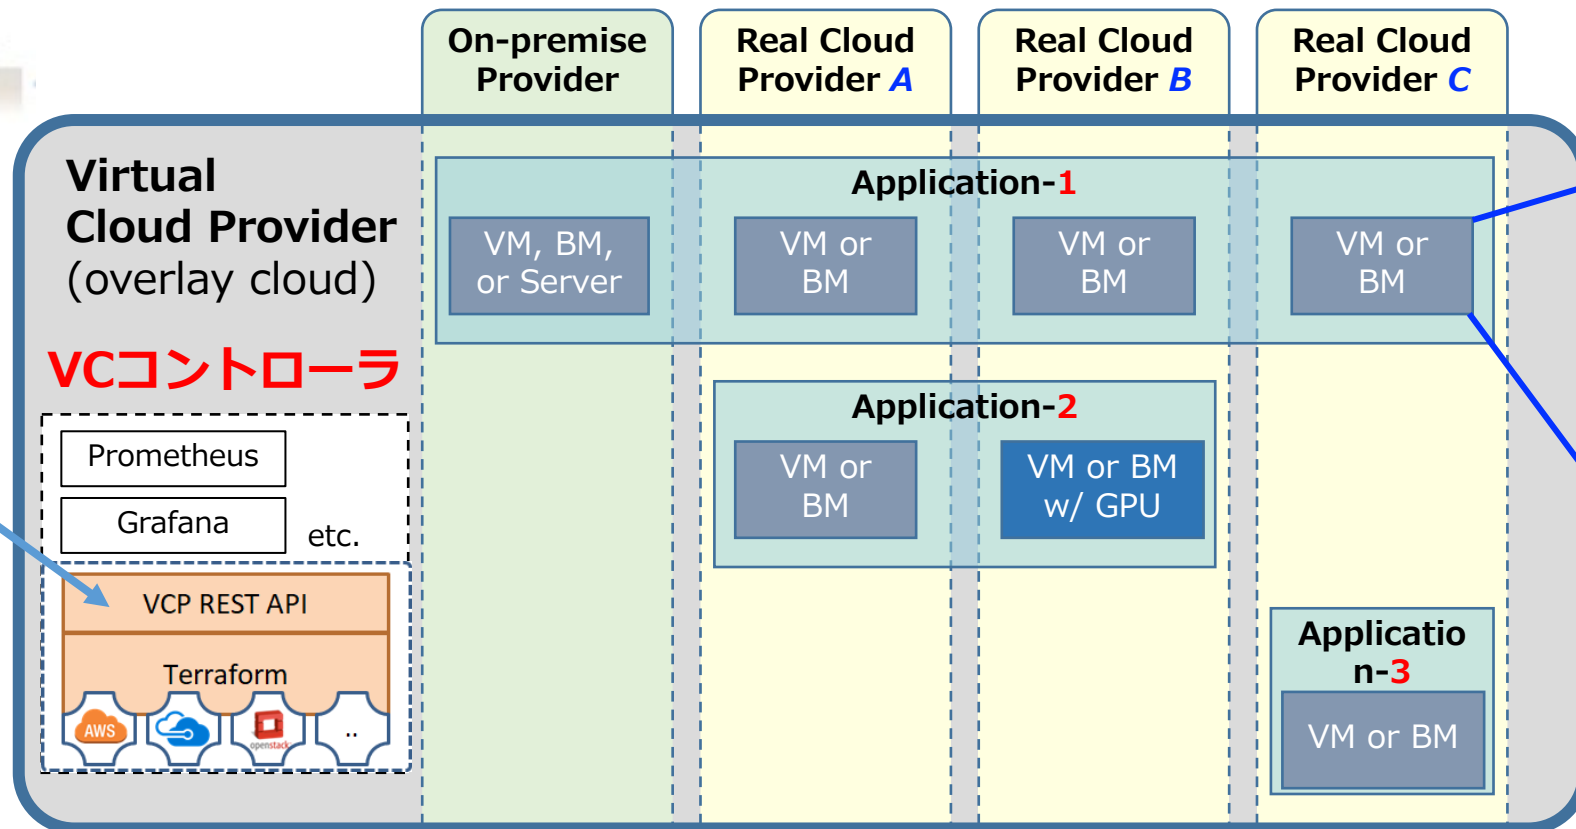 On-premise
Provider
Real Cloud
Provider A
Real Cloud
Provider B
Real Cloud
Provider C
Virtual
Cloud Provider
(overlay cloud)
VCコントローラ
Prometheus
Grafana
etc.
VCP REST API
Terraform
AWS
openstack
..
Application-1
VM, BM,
or Server
VM or
BM
VM or
BM
VM or
BM
Application-2
VM or
BM
VM or BM
w/ GPU
Applicatio
n-3
VM or BM